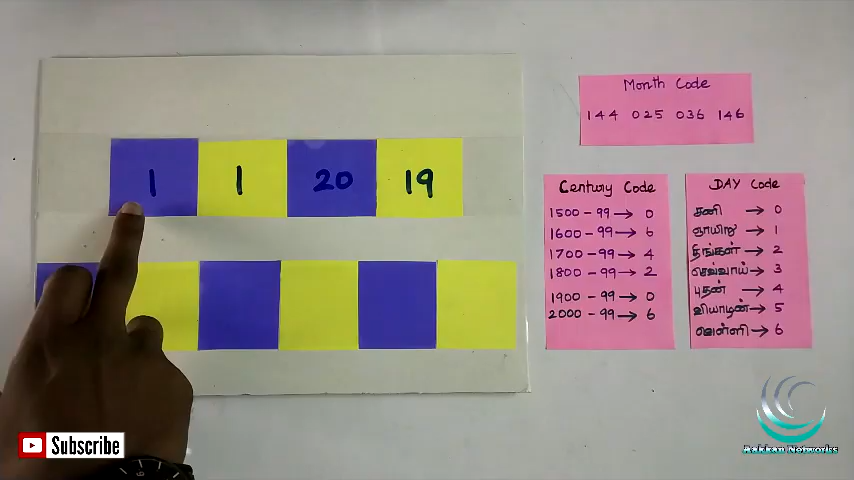 Month Code
144 025 036 146
1 1 20 19
Century Code
1500 - 99 → 0
1600 - 99 → 6
1700 - 99 → 4
1800 - 99 → 2
1900 - 99 → 0
2000 - 99 → 6
DAY Code
சனி → 0
ஞாயிறு → 1
திங்கள் → 2
செவ்வாய் → 3
புதன் → 4
வியாழன் → 5
வெள்ளி → 6
Subscribe
Rakkan Networks